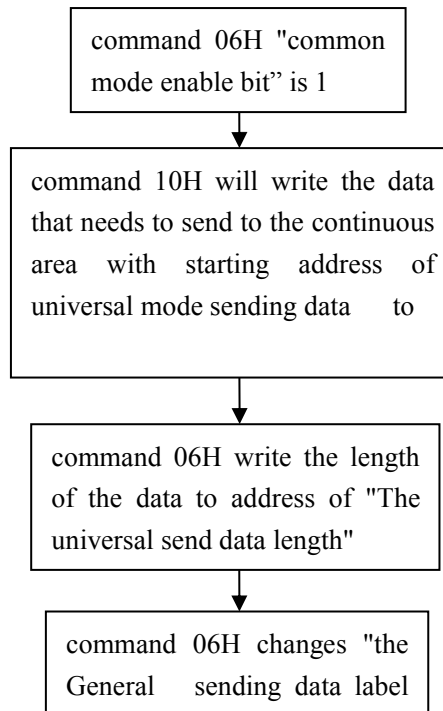 command 06H "common
mode enable bit” is 1
command 10H will write the data
that needs to send to the continuous
area with starting address of
universal mode sending data to
command 06H write the length
of the data to address of "The
universal send data length"
command 06H changes "the
General sending data label